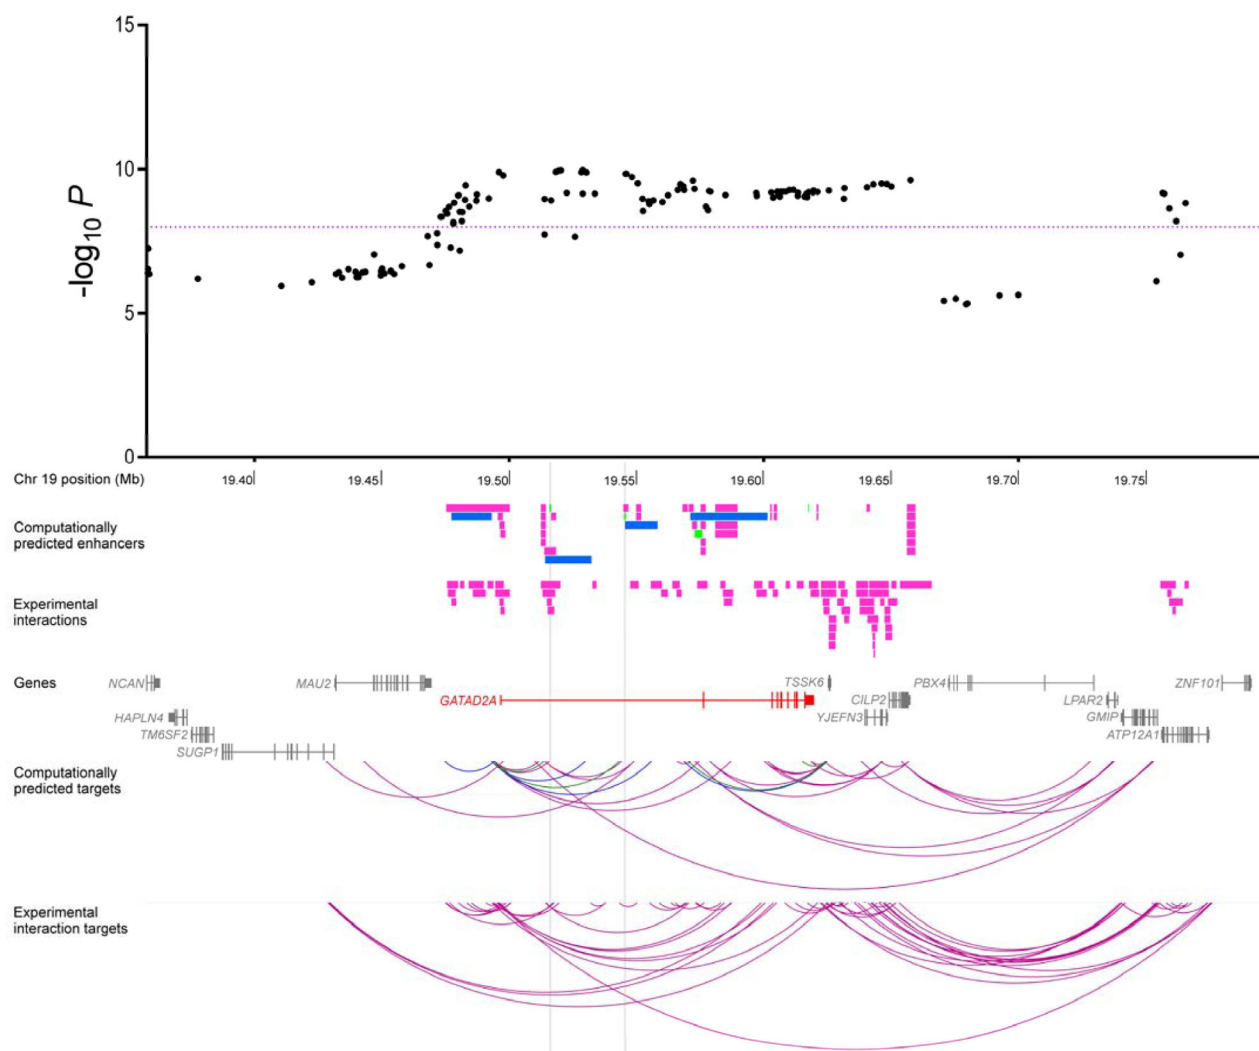 15
10
5
0
-log10 P
Chr 19 position (Mb)
19.40
19.45
19.50
19.55
19.60
19.65
19.70
19.75
Computationally
predicted enhancers
Experimental
interactions
Genes
NCAN
MAU2
TSSK6
PBX4
ZNF101
GATAD2A
CILP2
LPAR2
HAPLN4
YJEFN3
GMIP
TM6SF2
ATP12A1
SUGP1
Computationally
predicted targets
Experimental
interaction targets